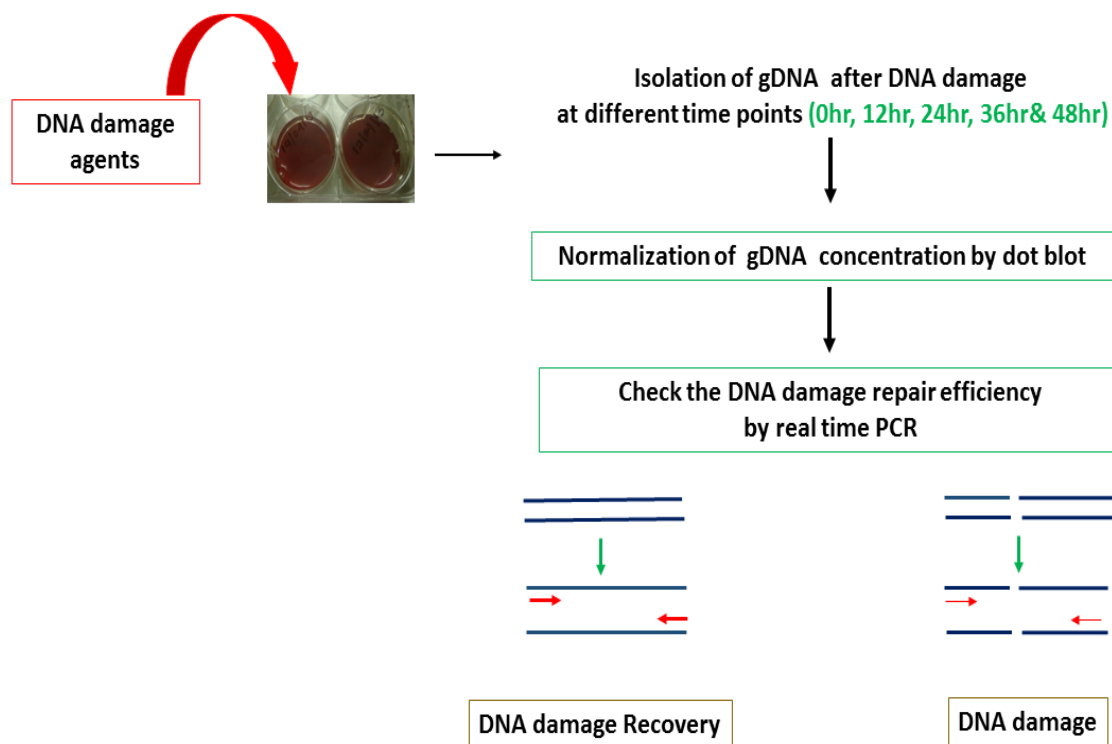 DNA damage
agents
Isolation of gDNA after DNA damage
at different time points (0hr, 12hr, 24hr, 36hr& 48hr)
Normalization of gDNA concentration by dot blot
Check the DNA damage repair efficiency
by real time PCR
DNA damage Recovery
DNA damage